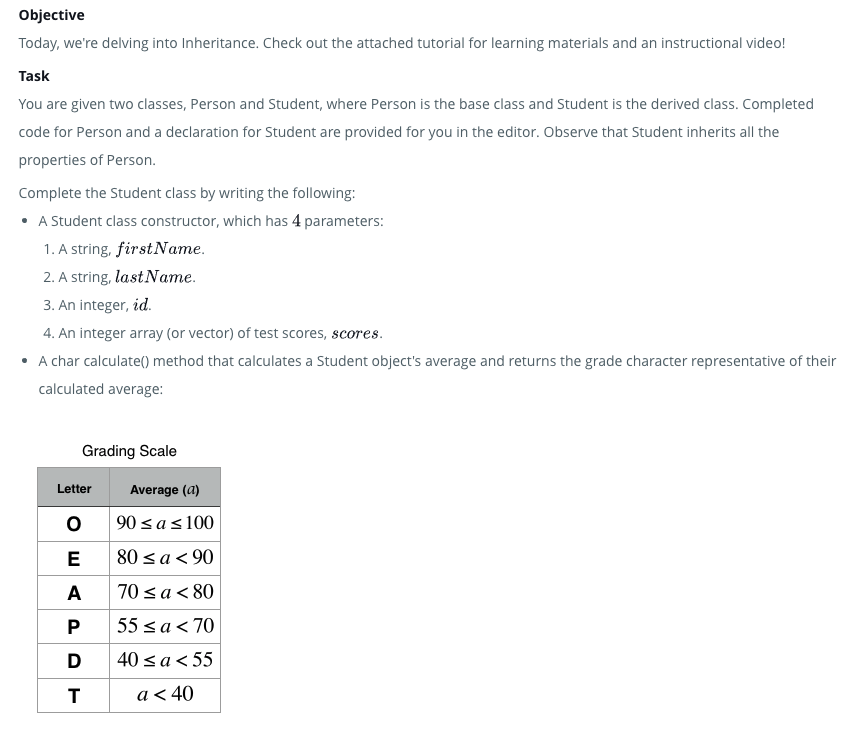 Objective
Today, we're delving into Inheritance. Check out the attached tutorial for learning materials and an instructional video!
Task
You are given two classes, Person and Student, where Person is the base class and Student is the derived class. Completed
code for Person and a declaration for Student are provided for you in the editor. Observe that Student inherits all the
properties of Person.
Complete the Student class by writing the following:
• A Student class constructor, which has 4 parameters:
1. A string, firstName.
2. A string, lastName.
3. An integer, id.
4. An integer array (or vector) of test scores, scores.
• A char calculate() method that calculates a Student object's average and returns the grade character representative of their
calculated average:
Grading Scale
Letter Average (a)
O 90 ≤ a ≤ 100
E 80 ≤ a < 90
A 70 ≤ a < 80
P 55 ≤ a < 70
D 40 ≤ a < 55
T a < 40